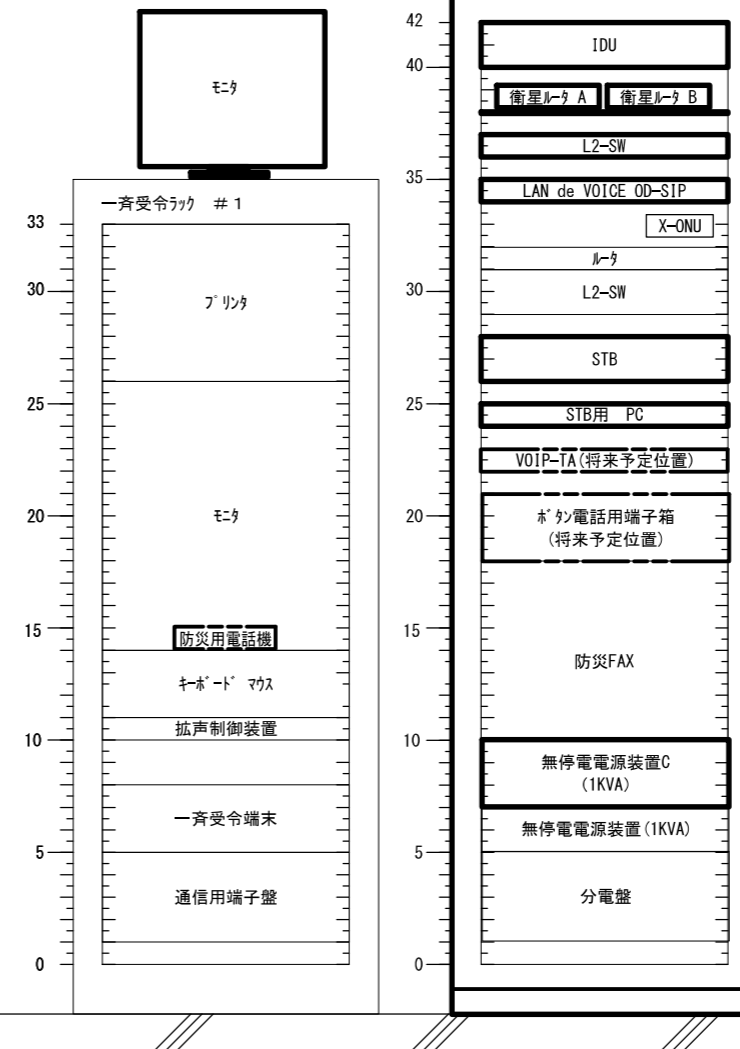 モニタ
一斉受令ラック ＃１
33
30
25
20
15
10
5
0
プリンタ
モニタ
防災用電話機
キーボード マウス
拡声制御装置
一斉受令端末
通信用端子盤
42
40
35
30
25
20
15
10
5
0
IDU
衛星ルータ A 衛星ルータ B
L2-SW
LAN de VOICE OD-SIP
X-ONU
ルータ
L2-SW
STB
STB用 PC
VOIP-TA(将来予定位置)
ボタン電話用端子箱
(将来予定位置)
防災FAX
無停電電源装置C
(1KVA)
無停電電源装置(1KVA)
分電盤